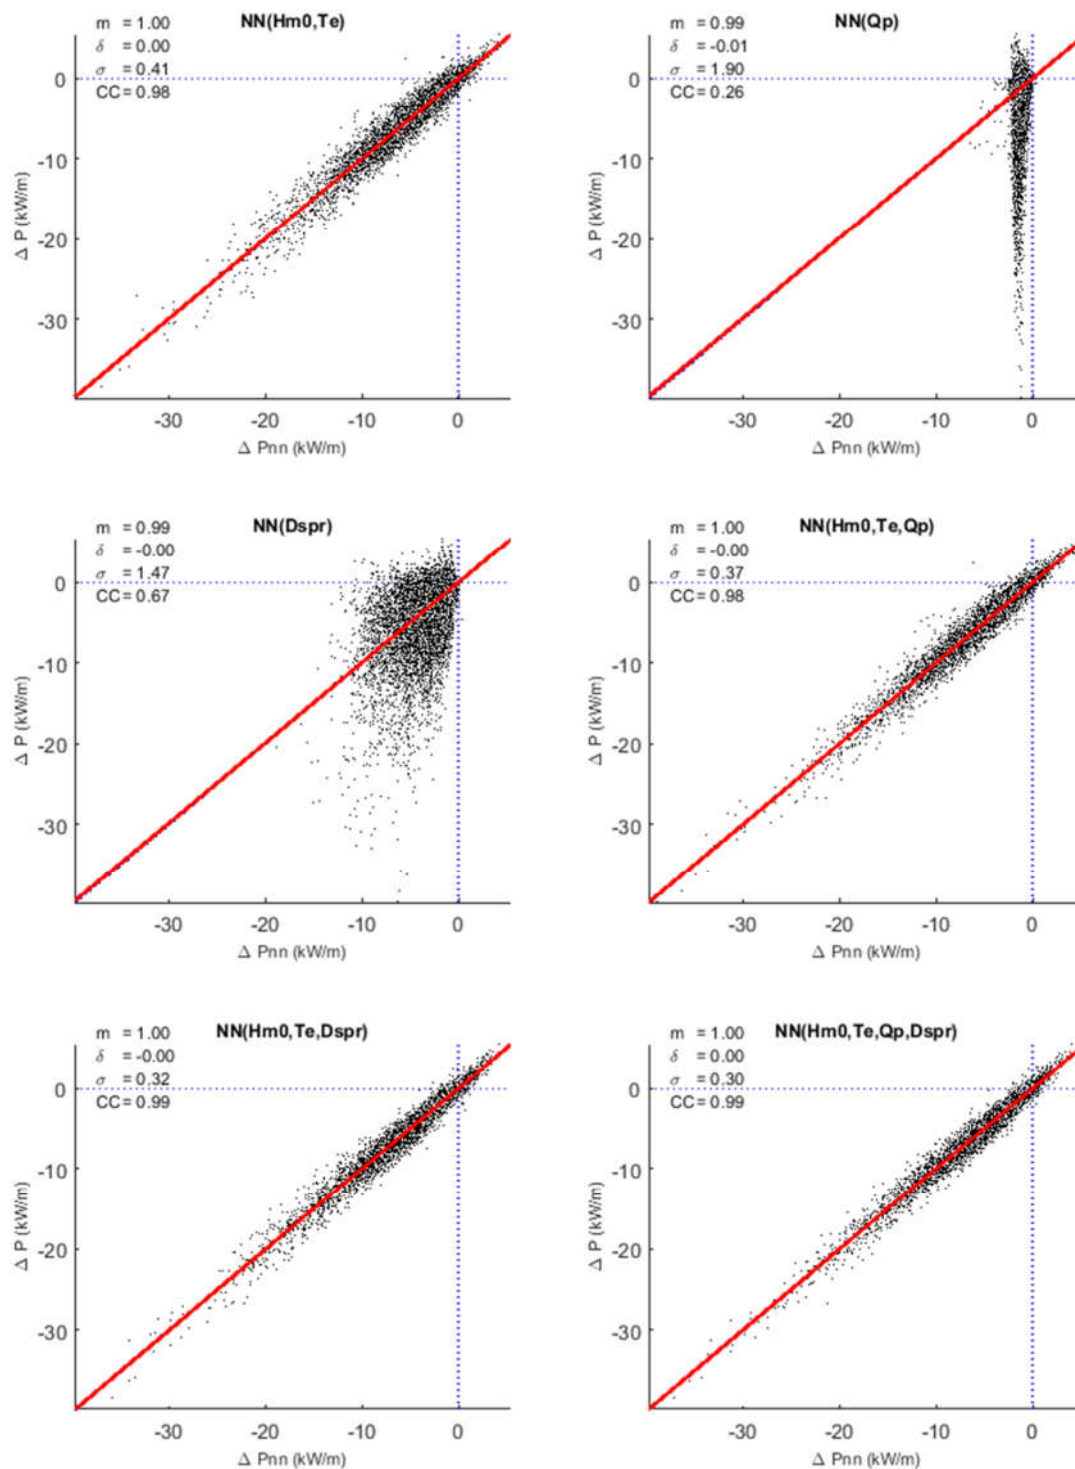 NN(Hm0,Te)
m = 1.00
δ = 0.00
σ = 0.41
CC = 0.98
0
-10
-20
-30
Δ P (kW/m)
-30 -20 -10 0
Δ Pnn (kW/m)
NN(Qp)
m = 0.99
δ = -0.01
σ = 1.90
CC = 0.26
0
-10
-20
-30
Δ P (kW/m)
-30 -20 -10 0
Δ Pnn (kW/m)
NN(Dspr)
m = 0.99
δ = -0.00
σ = 1.47
CC = 0.67
0
-10
-20
-30
Δ P (kW/m)
-30 -20 -10 0
Δ Pnn (kW/m)
NN(Hm0,Te,Qp)
m = 1.00
δ = -0.00
σ = 0.37
CC = 0.98
0
-10
-20
-30
Δ P (kW/m)
-30 -20 -10 0
Δ Pnn (kW/m)
NN(Hm0,Te,Dspr)
m = 1.00
δ = -0.00
σ = 0.32
CC = 0.99
0
-10
-20
-30
Δ P (kW/m)
-30 -20 -10 0
Δ Pnn (kW/m)
NN(Hm0,Te,Qp,Dspr)
m = 1.00
δ = 0.00
σ = 0.30
CC = 0.99
0
-10
-20
-30
Δ P (kW/m)
-30 -20 -10 0
Δ Pnn (kW/m)